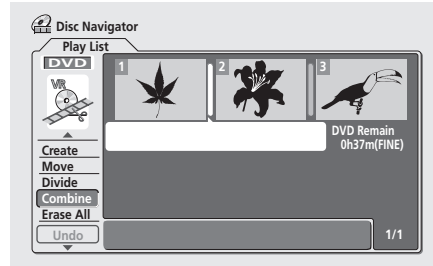 Disc Navigator
Play List
DVD
VR
1
2
3
DVD Remain
0h37m(FINE)
Create
Move
Divide
Combine
Erase All
Undo
1/1